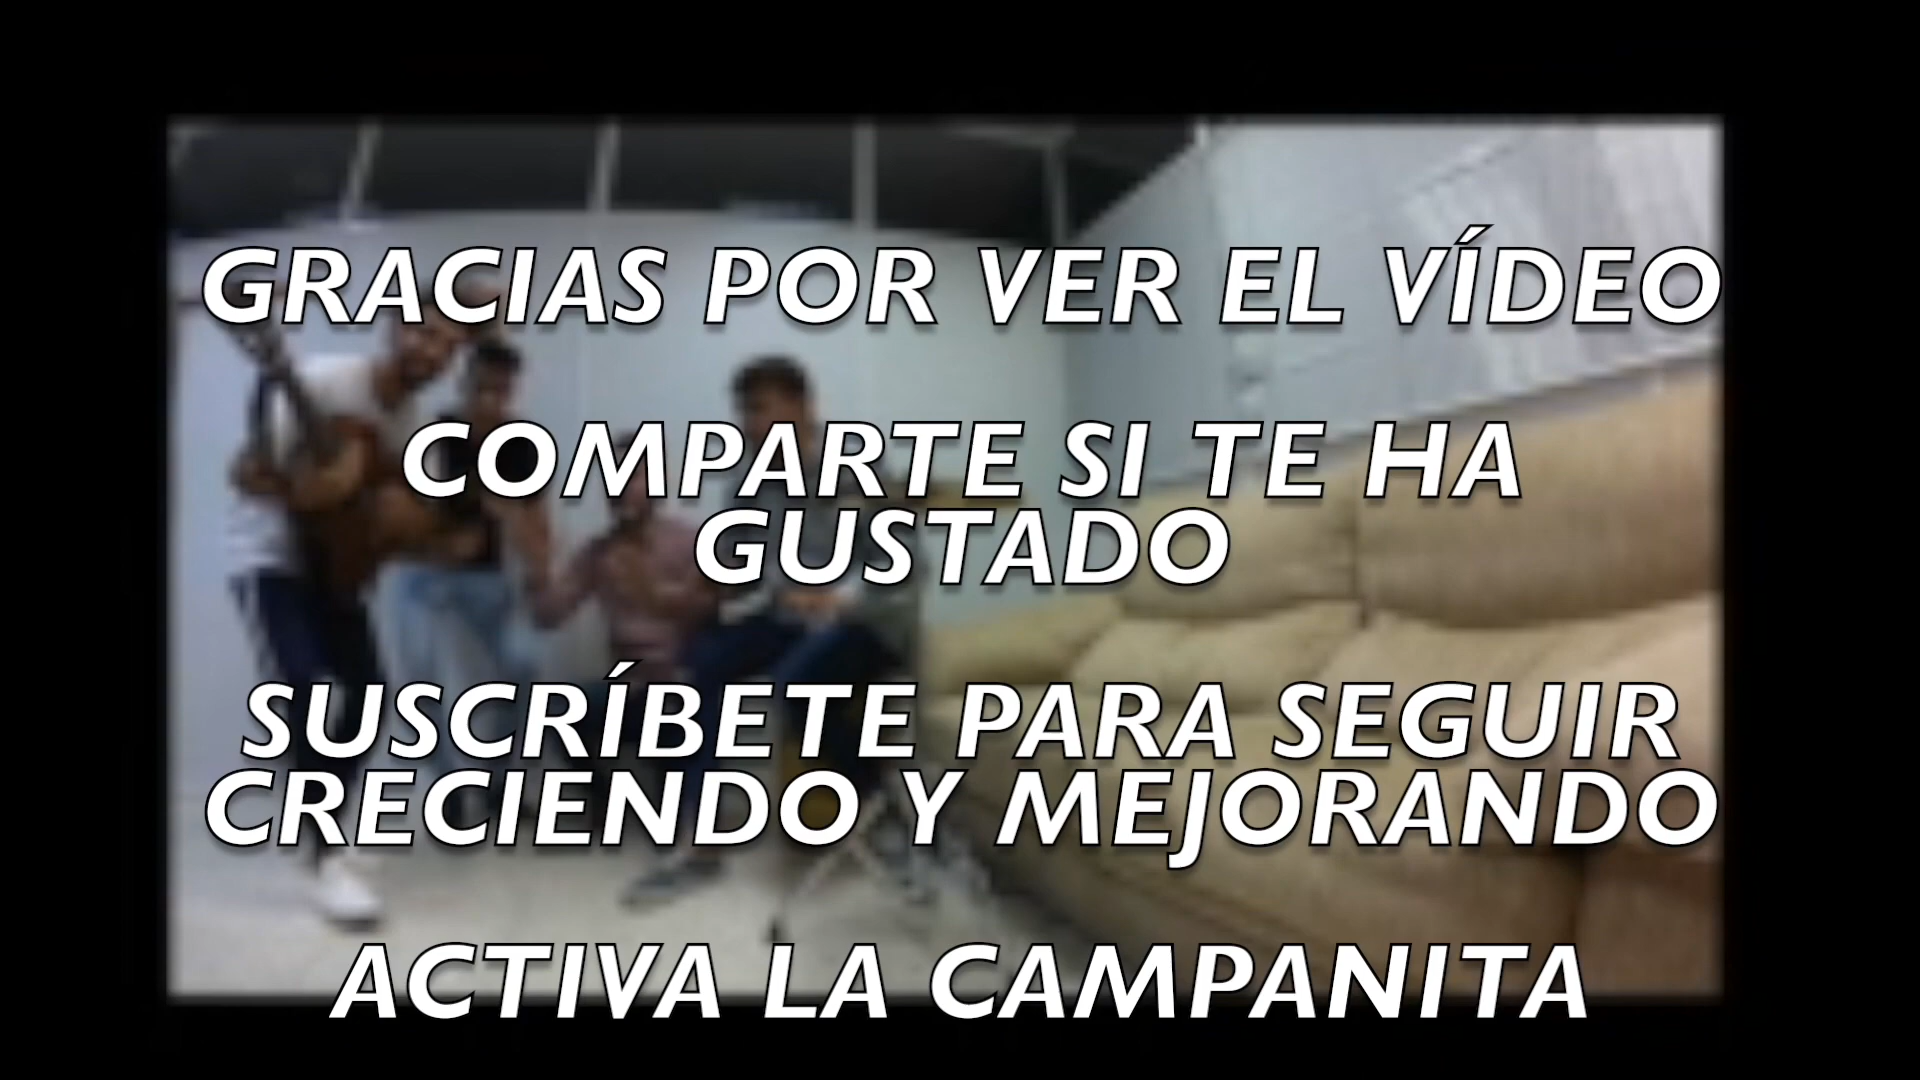 GRACIAS POR VER EL VÍDEO
COMPARTE SI TE HA
GUSTADO
SUSCRÍBETE PARA SEGUIR
CRECIENDO Y MEJORANDO
ACTIVA LA CAMPANITA